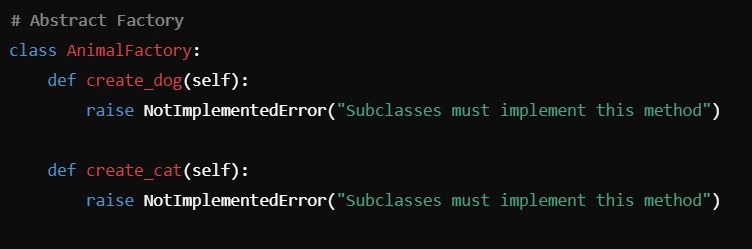 # Abstract Factory
class AnimalFactory:
    def create_dog(self):
        raise NotImplementedError("Subclasses must implement this method")

    def create_cat(self):
        raise NotImplementedError("Subclasses must implement this method")